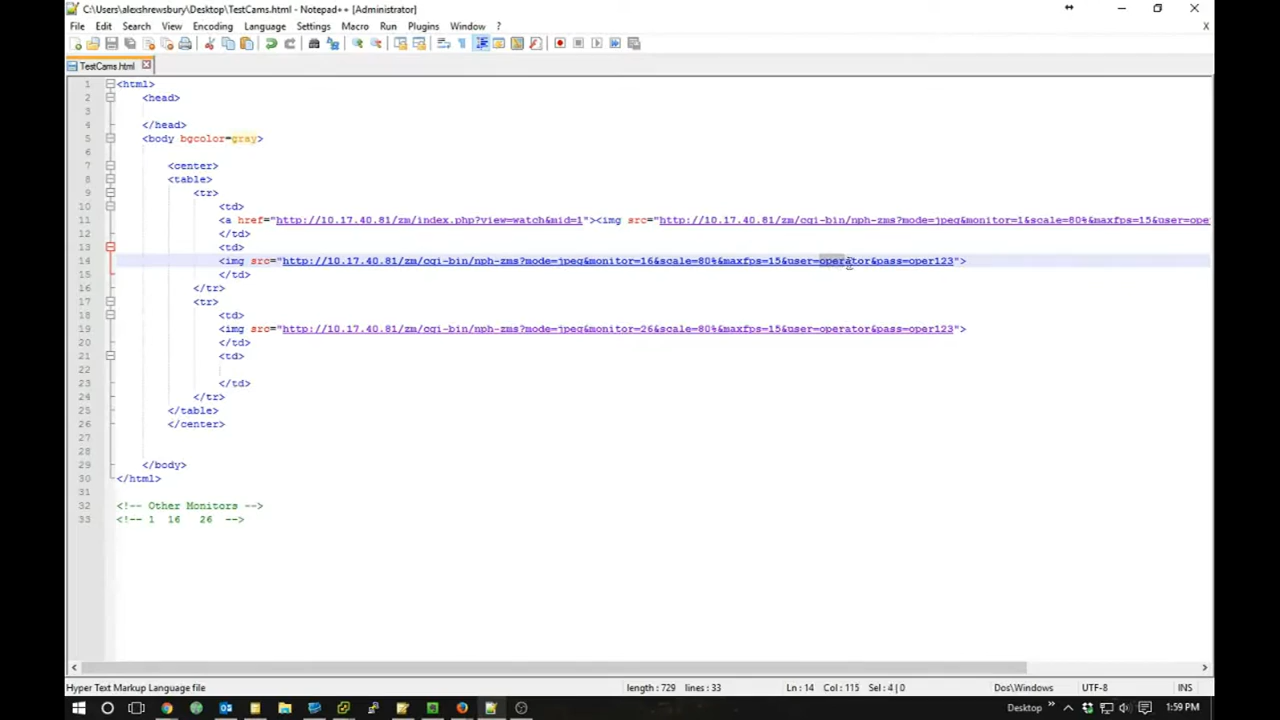 C:\Users\alexshrewsbury\Desktop\TestCams.html - Notepad++ [Administrator]
File Edit Search View Encoding Language Settings Macro Run Plugins Window ?
X
TestCams.html
1 <html>
2 <head>
3
4 </head>
5 <body bgcolor=gray>
6
7 <center>
8 <table>
9 <tr>
10 <td>
11 <a href="http://10.17.40.81/zm/index.php?view=watch&mid=1"><img src="http://10.17.40.81/zm/cgi-bin/nph-zms?mode=jpeg&monitor=1&scale=80%&maxfps=15&user=ope
12 </td>
13 <td>
14 <img src="http://10.17.40.81/zm/cgi-bin/nph-zms?mode=jpeg&monitor=16&scale=80%&maxfps=15&user=operator&pass=oper123">
15 </td>
16 </tr>
17 <tr>
18 <td>
19 <img src="http://10.17.40.81/zm/cgi-bin/nph-zms?mode=jpeg&monitor=26&scale=80%&maxfps=15&user=operator&pass=oper123">
20 </td>
21 <td>
22
23 </td>
24 </tr>
25 </table>
26 </center>
27
28
29 </body>
30 </html>
31
32 <!-- Other Monitors -->
33 <!-- 1 16 26 -->
Hyper Text Markup Language file length : 729 lines : 33 Ln : 14 Col : 115 Sel : 4 | 0 Dos\Windows UTF-8 INS
Desktop 1:59 PM